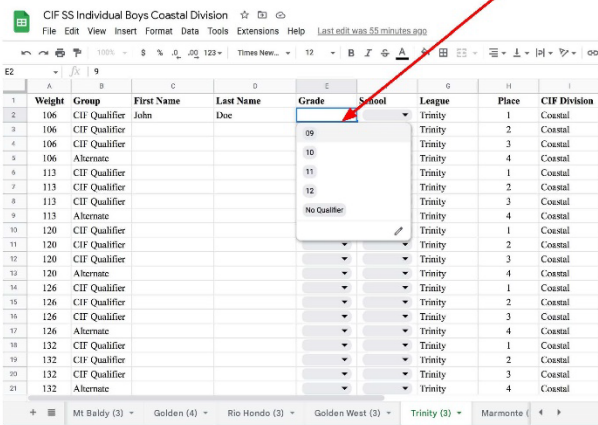 CIF SS Individual Boys Coastal Division
File Edit View Insert Format Data Tools Extensions Help Last edit was 55 minutes ago
100% $ % .0 .00 123 Times New... 12 B I S A
E2 fx 9
A B C D E G H I
1 Weight Group First Name Last Name Grade School League Place CIF Division
2 106 CIF Qualifier John Doe Trinity 1 Coastal
3 106 CIF Qualifier 09 Trinity 2 Coastal
4 106 CIF Qualifier 10 Trinity 3 Coastal
5 106 Alternate Trinity 4 Coastal
6 113 CIF Qualifier 11 Trinity 1 Coastal
7 113 CIF Qualifier 12 Trinity 2 Coastal
8 113 CIF Qualifier No Qualifier Trinity 3 Coastal
9 113 Alternate Trinity 4 Coastal
10 120 CIF Qualifier Trinity 1 Coastal
11 120 CIF Qualifier Trinity 2 Coastal
12 120 CIF Qualifier Trinity 3 Coastal
13 120 Alternate Trinity 4 Coastal
14 126 CIF Qualifier Trinity 1 Coastal
15 126 CIF Qualifier Trinity 2 Coastal
16 126 CIF Qualifier Trinity 3 Coastal
17 126 Alternate Trinity 4 Coastal
18 132 CIF Qualifier Trinity 1 Coastal
19 132 CIF Qualifier Trinity 2 Coastal
20 132 CIF Qualifier Trinity 3 Coastal
21 132 Alternate Trinity 4 Coastal
Mt Baldy (3) Golden (4) Rio Hondo (3) Golden West (3) Trinity (3) Marmonte (